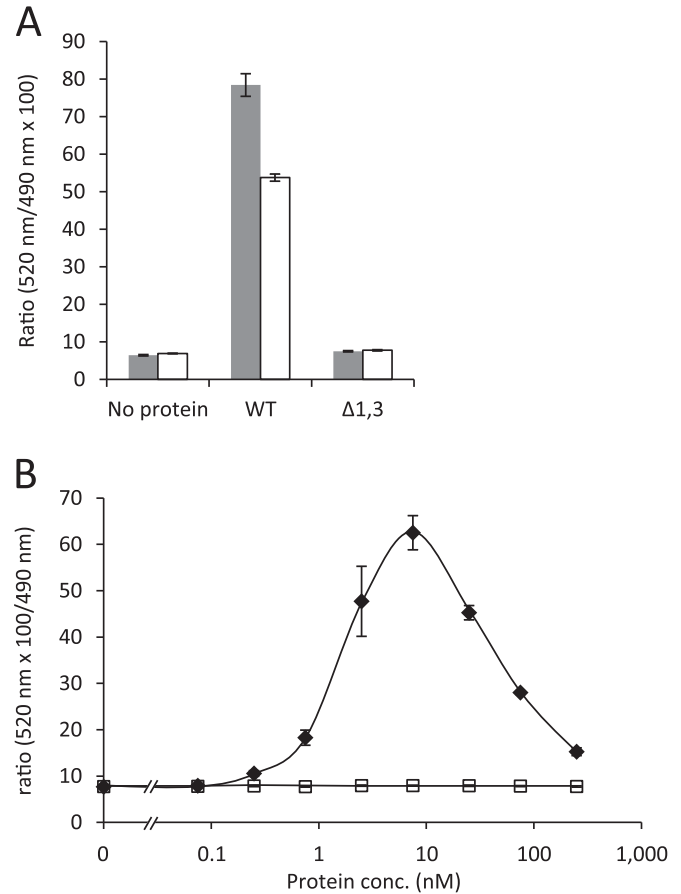 A
90
80
70
60
50
40
30
20
10
0
Ratio (520 nm/490 nm x 100)
No protein WT Δ1,3
B
70
60
50
40
30
20
10
0
ratio (520 nm x 100/490 nm)
0 0.1 1 10 100 1,000
Protein conc. (nM)